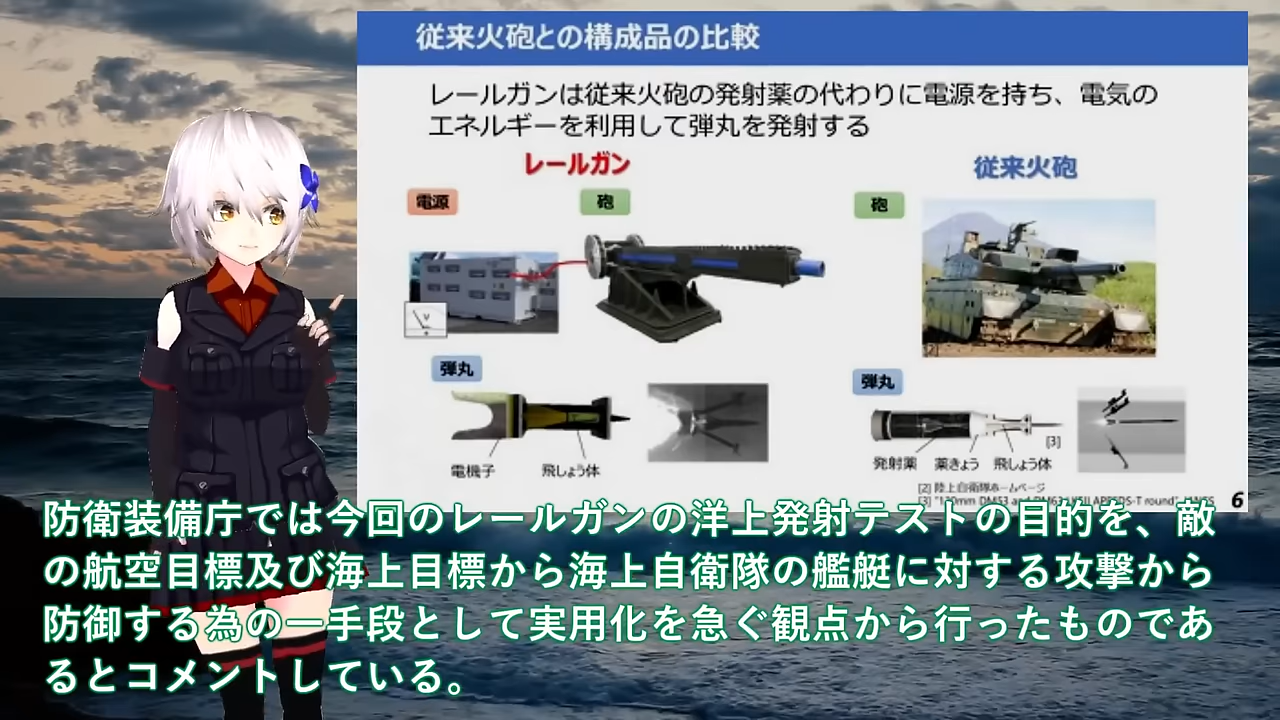 従来火砲との構成品の比較
レールガンは従来火砲の発射薬の代わりに電源を持ち、電気の
エネルギーを利用して弾丸を発射する
レールガン
従来火砲
電源
砲
砲
V
[2]
弾丸
弾丸
[3]
電機子
飛しょう体
発射薬
薬きょう
飛しょう体
[2] 陸上自衛隊ホームページ
[3] "120mm DM53 and APFSDS-T round",
6
防衛装備庁では今回のレールガンの洋上発射テストの目的を、敵
の航空目標及び海上目標から海上自衛隊の艦艇に対する攻撃から
防御する為の一手段として実用化を急ぐ観点から行ったものであ
るとコメントしている。